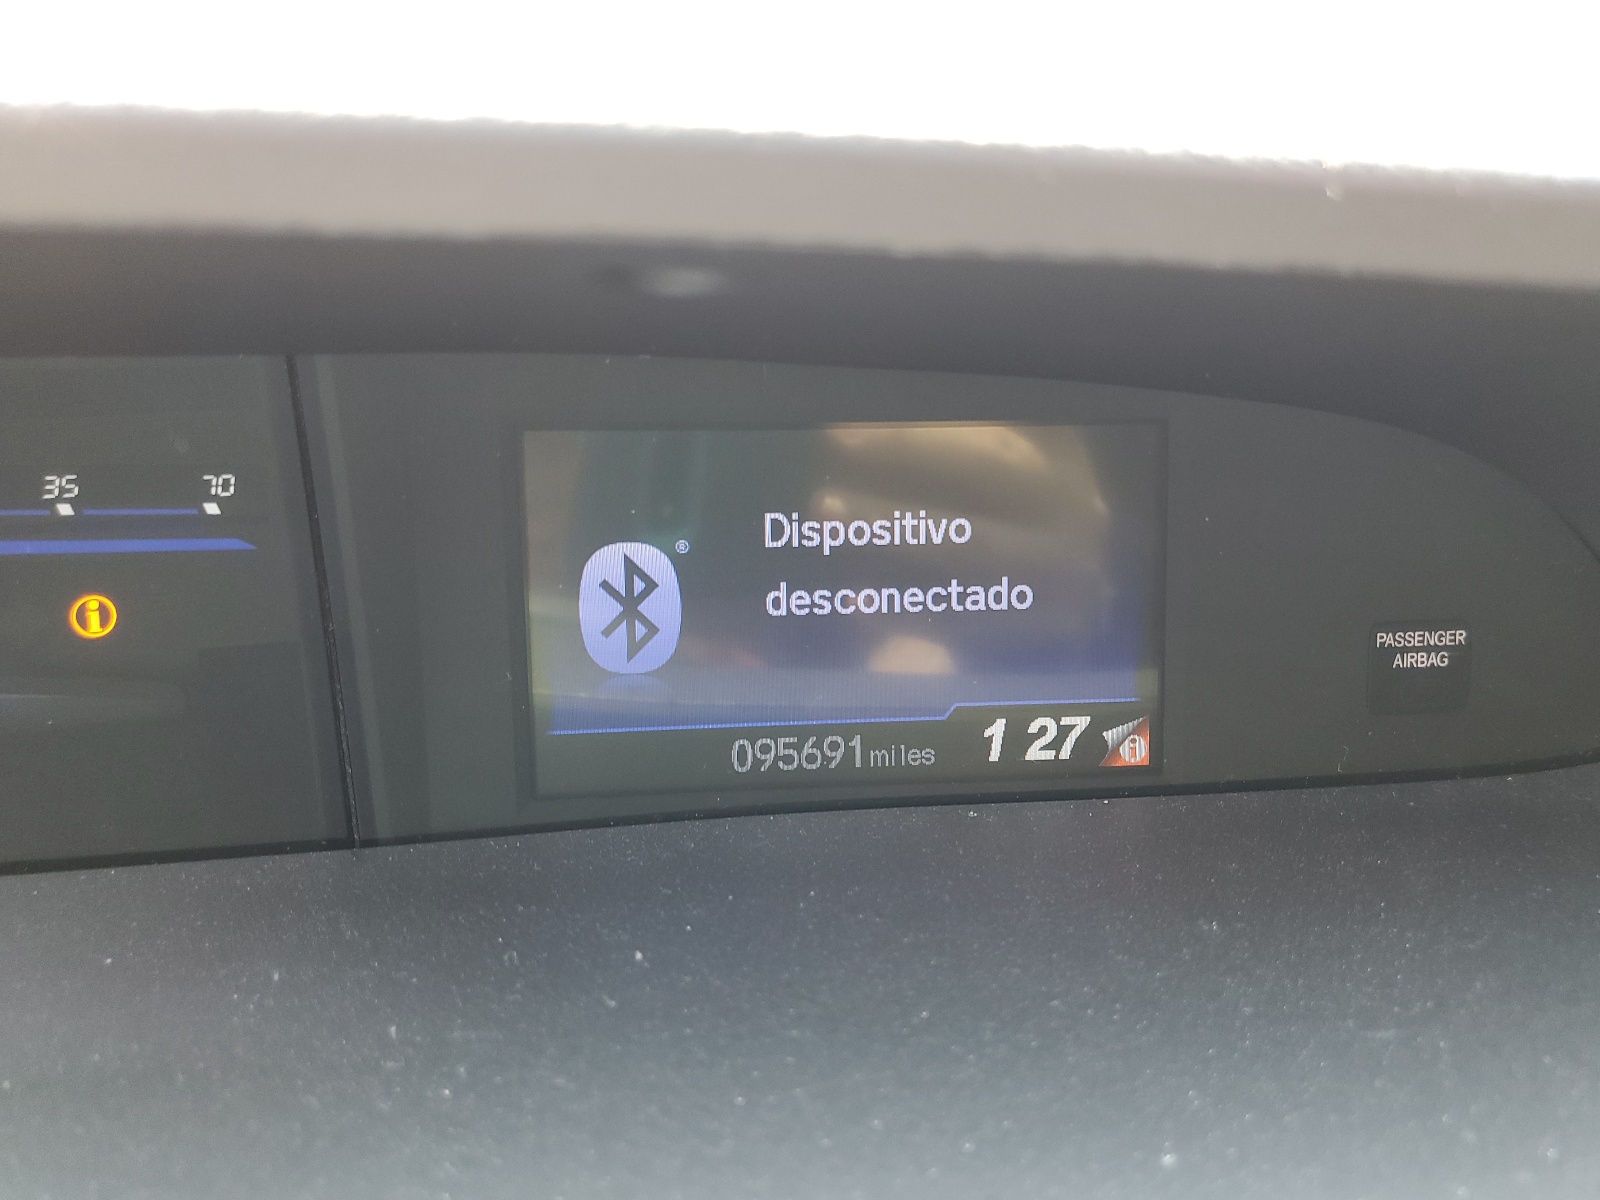 35 70
Dispositivo
desconectado
®
095691 miles 1 27
PASSENGER
AIRBAG